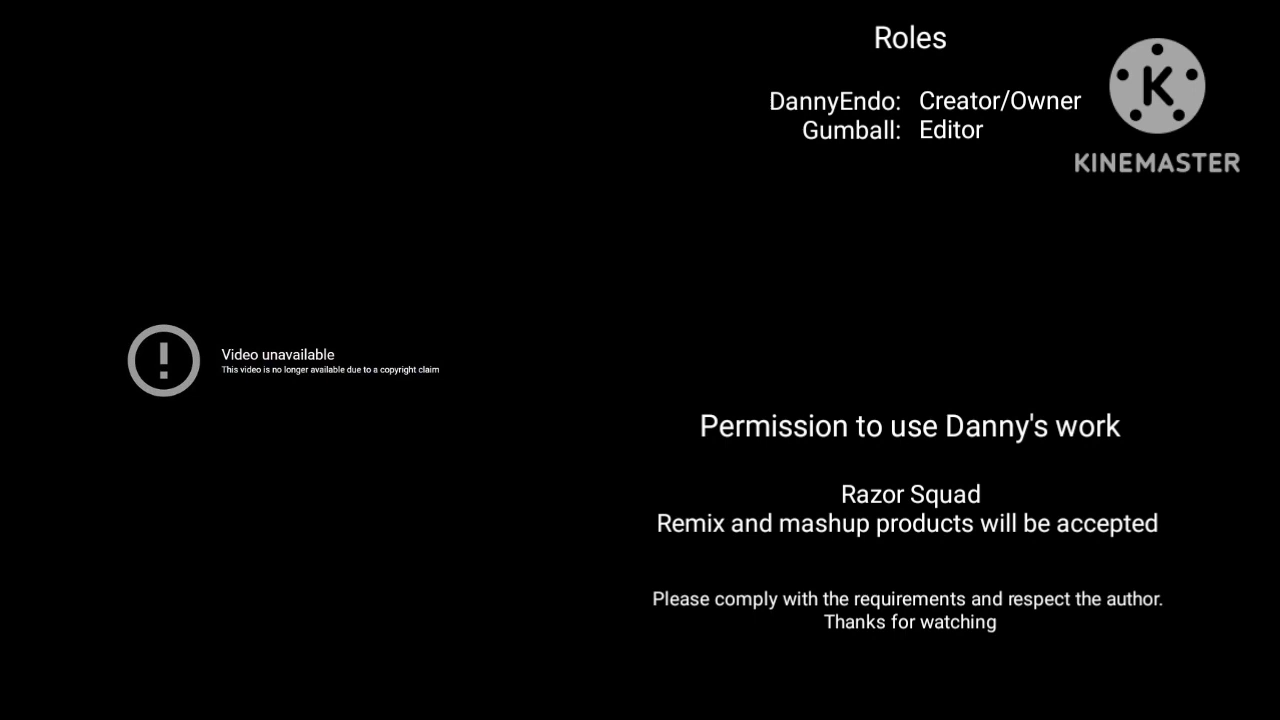 Roles
DannyEndo: Creator/Owner
Gumball: Editor
K
KINEMASTER
Video unavailable
This video is no longer available due to a copyright claim
Permission to use Danny's work
Razor Squad
Remix and mashup products will be accepted
Please comply with the requirements and respect the author.
Thanks for watching